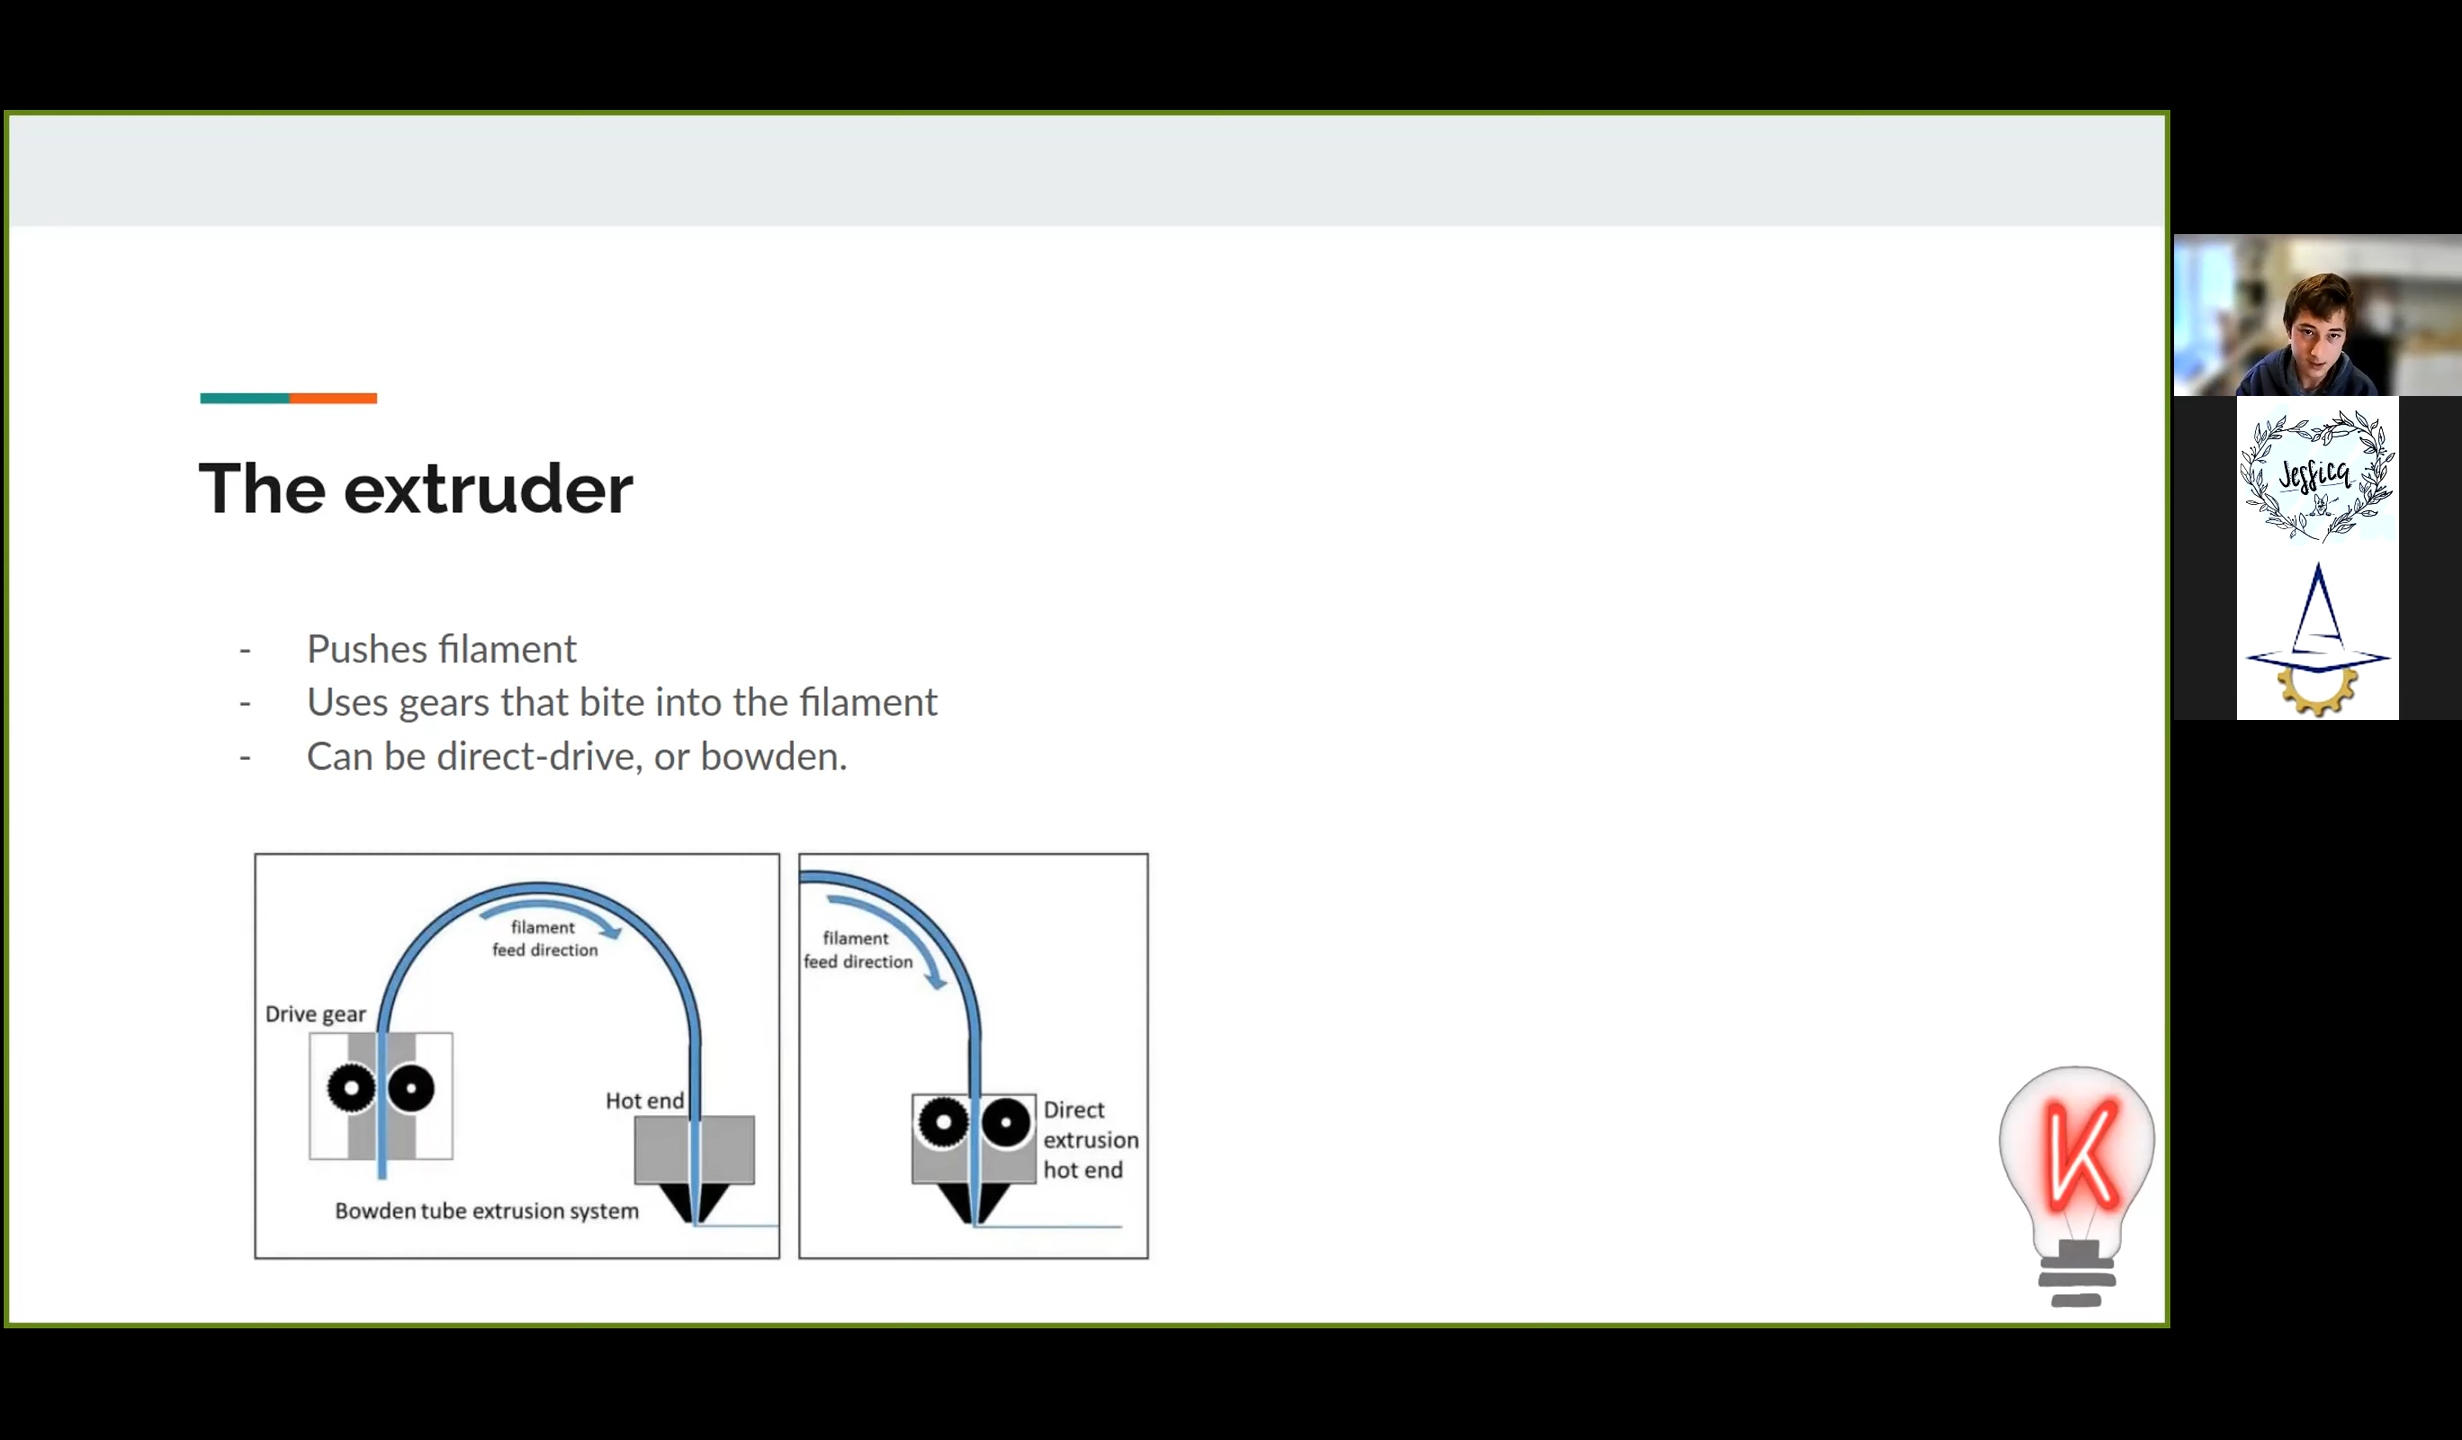 The extruder
- Pushes filament
- Uses gears that bite into the filament
- Can be direct-drive, or bowden.
filament
feed direction
Drive gear
Hot end
Bowden tube extrusion system
filament
feed direction
Direct
extrusion
hot end
K
Jessica